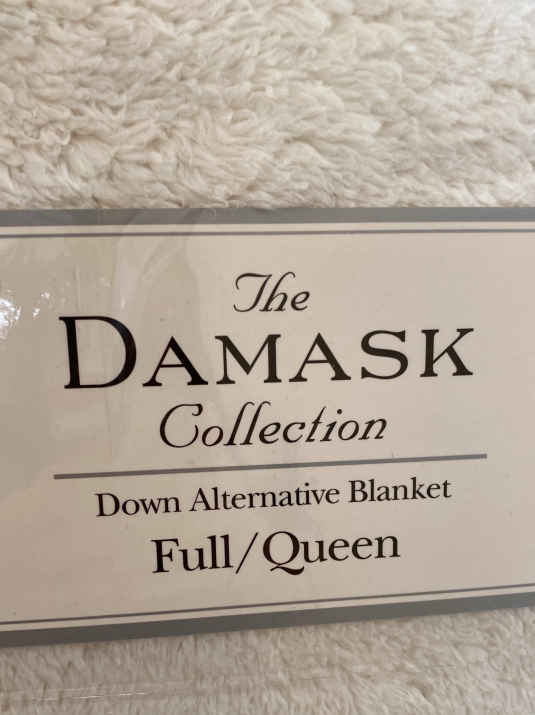 The
DAMASK
Collection
Down Alternative Blanket
Full/Queen